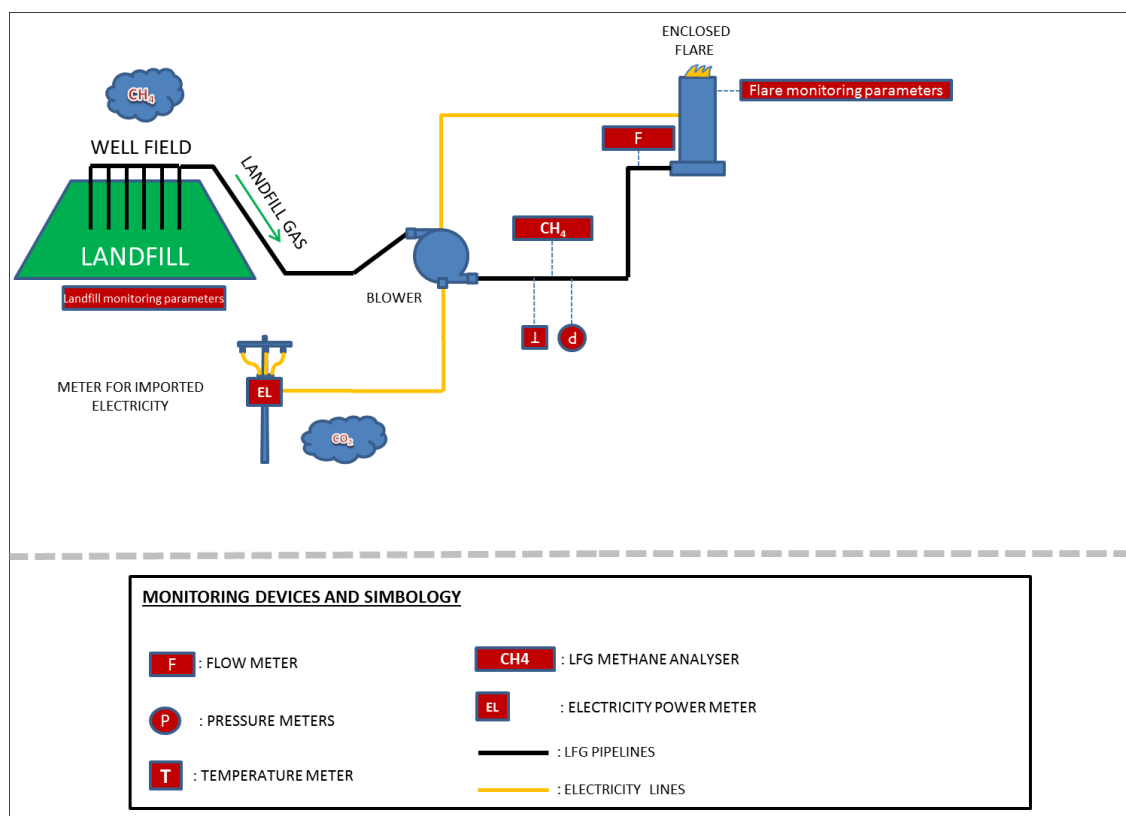 ENCLOSED
FLARE
Flare monitoring parameters
CH₄
F
WELL FIELD
LANDFILL GAS
CH₄
LANDFILL
Landfill monitoring parameters
BLOWER
T
P
METER FOR IMPORTED
ELECTRICITY
EL
CO₂
MONITORING DEVICES AND SIMBOLOGY
F : FLOW METER
CH4 : LFG METHANE ANALYSER
P : PRESSURE METERS
EL : ELECTRICITY POWER METER
T : TEMPERATURE METER
: LFG PIPELINES
: ELECTRICITY LINES